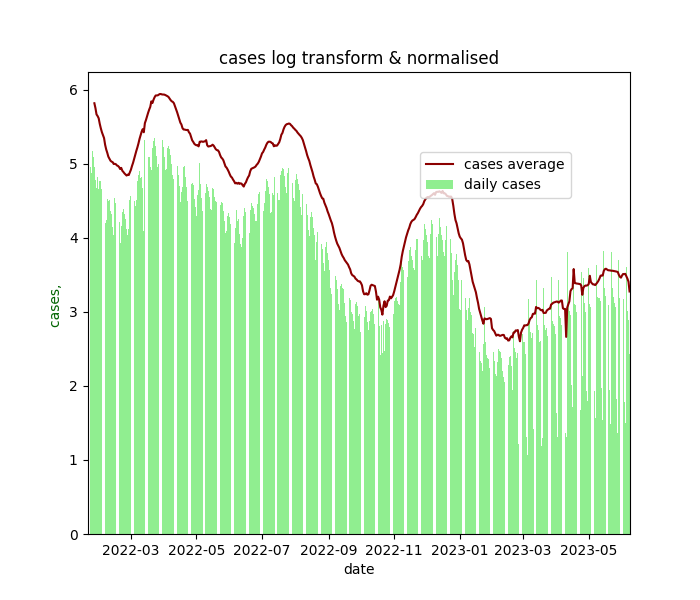 cases log transform & normalised
6
5
4
3
2
1
0
cases,
cases average
daily cases
2022-03 2022-05 2022-07 2022-09 2022-11 2023-01 2023-03 2023-05
date